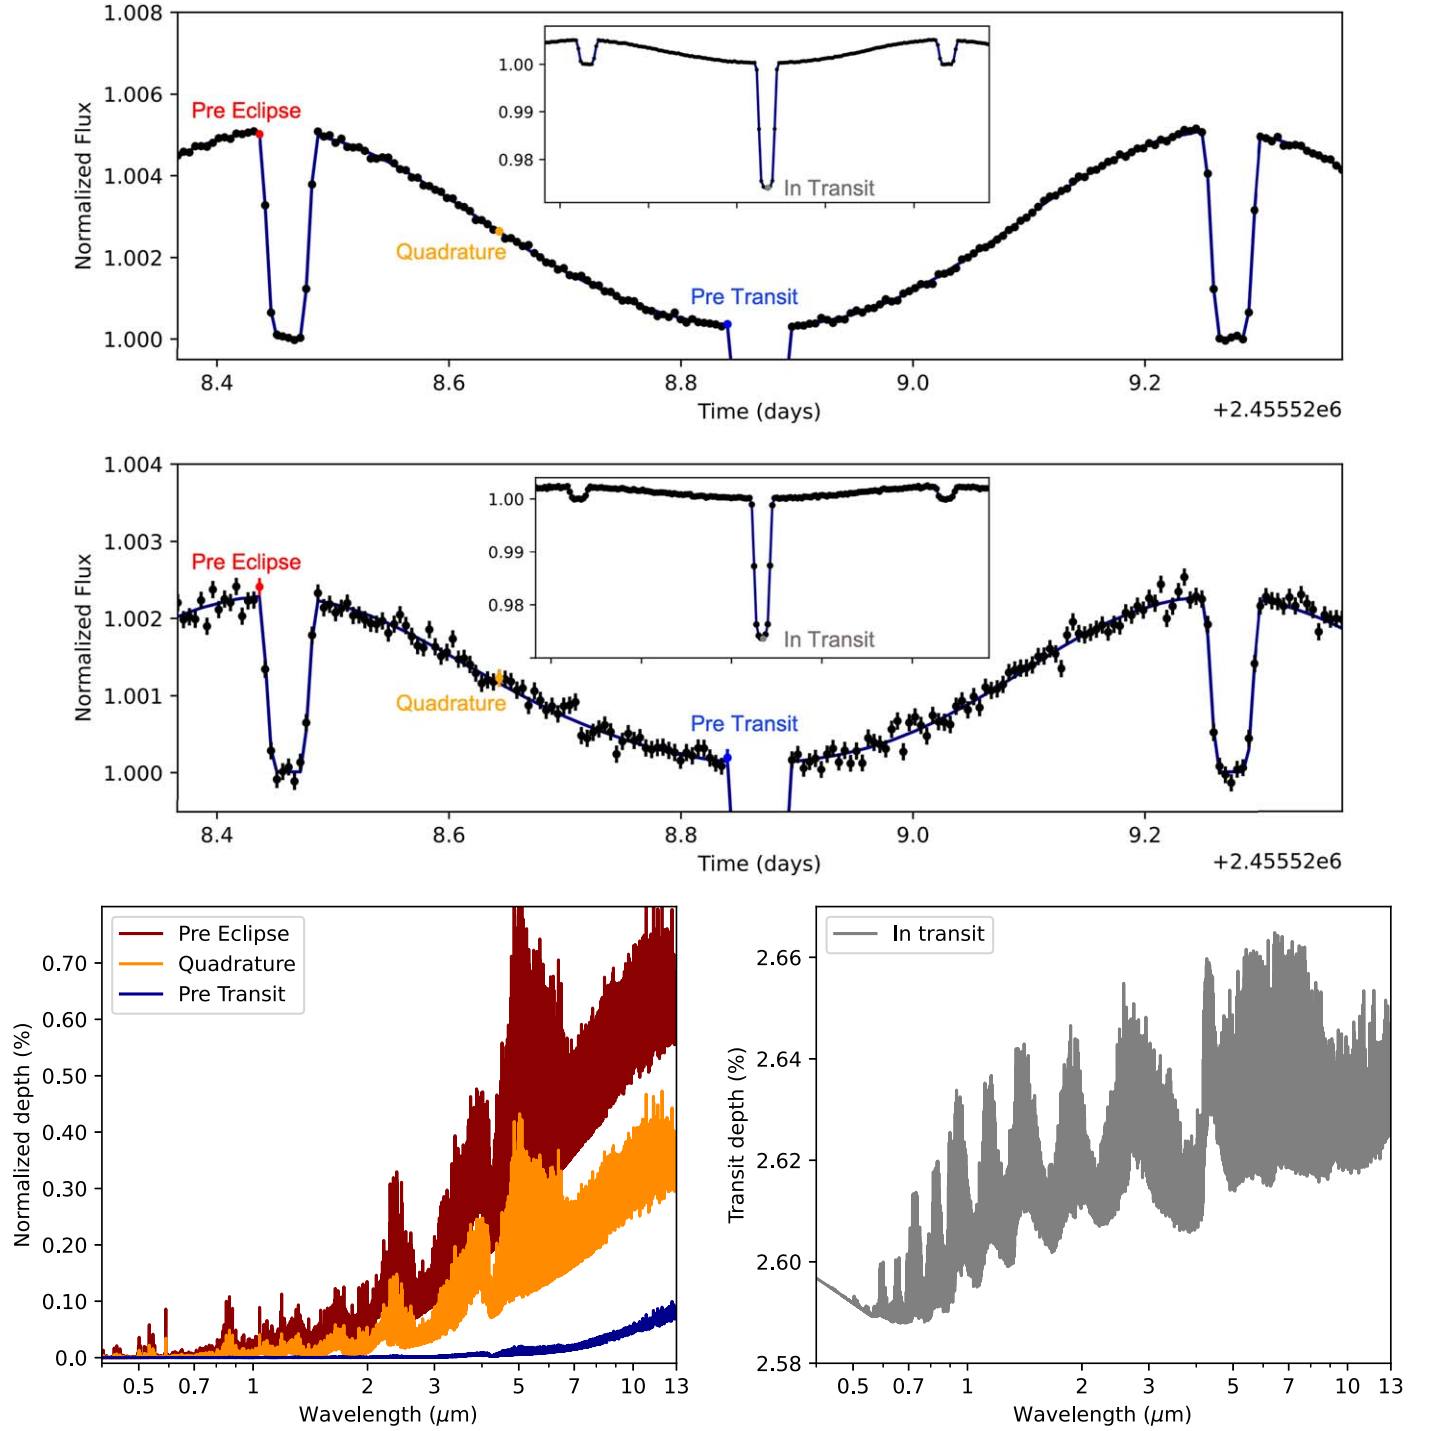 1.008
1.006
1.004
1.002
1.000
Normalized Flux
Pre Eclipse
Quadrature
Pre Transit
1.00
0.99
0.98
In Transit
8.4 8.6 8.8 9.0 9.2
Time (days)
+2.45552e6
1.004
1.003
1.002
1.001
1.000
Normalized Flux
Pre Eclipse
Quadrature
Pre Transit
1.00
0.99
0.98
In Transit
8.4 8.6 8.8 9.0 9.2
Time (days)
+2.45552e6
Pre Eclipse
Quadrature
Pre Transit
0.70
0.60
0.50
0.40
0.30
0.20
0.10
0.0
Normalized depth (%)
0.5 0.7 1 2 3 5 7 10 13
Wavelength (μm)
In transit
2.66
2.64
2.62
2.60
2.58
Transit depth (%)
0.5 0.7 1 2 3 5 7 10 13
Wavelength (μm)